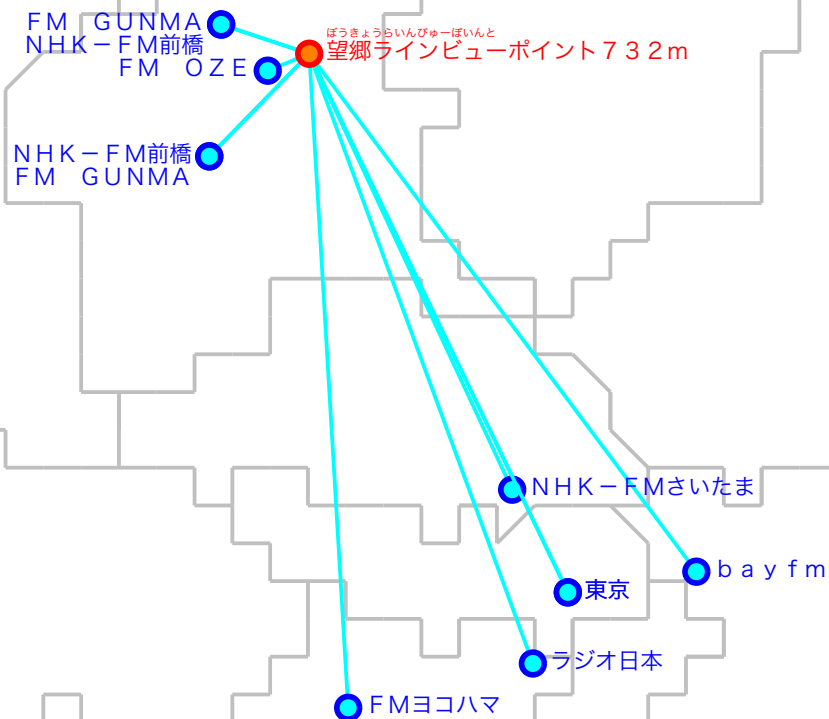 FM　GUNMA
NHK－FM前橋
FM　OZE
ぼうきょうらいんびゅーぽいんと
望郷ラインビューポイント732m
NHK－FM前橋
FM　GUNMA
NHK－FMさいたま
bayfm
東京
ラジオ日本
FMヨコハマ